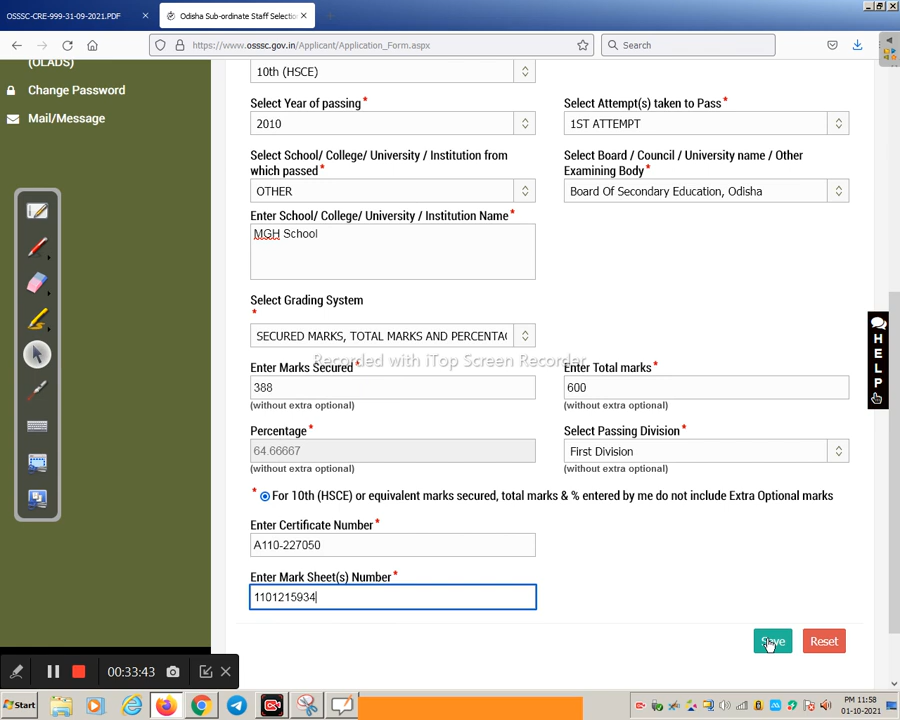 OSSSC-CRE-999-31-09-2021.PDF
Odisha Sub-ordinate Staff Selectio
https://www.osssc.gov.in/Applicant/Application_Form.aspx
Search
(OLADS)
Change Password
Mail/Message
10th (HSCE)
Select Year of passing*
Select Attempt(s) taken to Pass*
2010
1ST ATTEMPT
Select School/ College/ University / Institution from
which passed*
Select Board / Council / University name / Other
Examining Body*
OTHER
Board Of Secondary Education, Odisha
Enter School/ College/ University / Institution Name*
MGH School
Select Grading System
*
SECURED MARKS, TOTAL MARKS AND PERCENTAG
Recorded with iTop Screen Recorder
Enter Marks Secured*
Enter Total marks*
388
600
(without extra optional)
(without extra optional)
Percentage*
Select Passing Division*
64.66667
First Division
(without extra optional)
(without extra optional)
* For 10th (HSCE) or equivalent marks secured, total marks & % entered by me do not include Extra Optional marks
Enter Certificate Number*
A110-227050
Enter Mark Sheet(s) Number*
1101215934
Save
Reset
HELP
00:33:43
Start
PM 11:58
01-10-2021